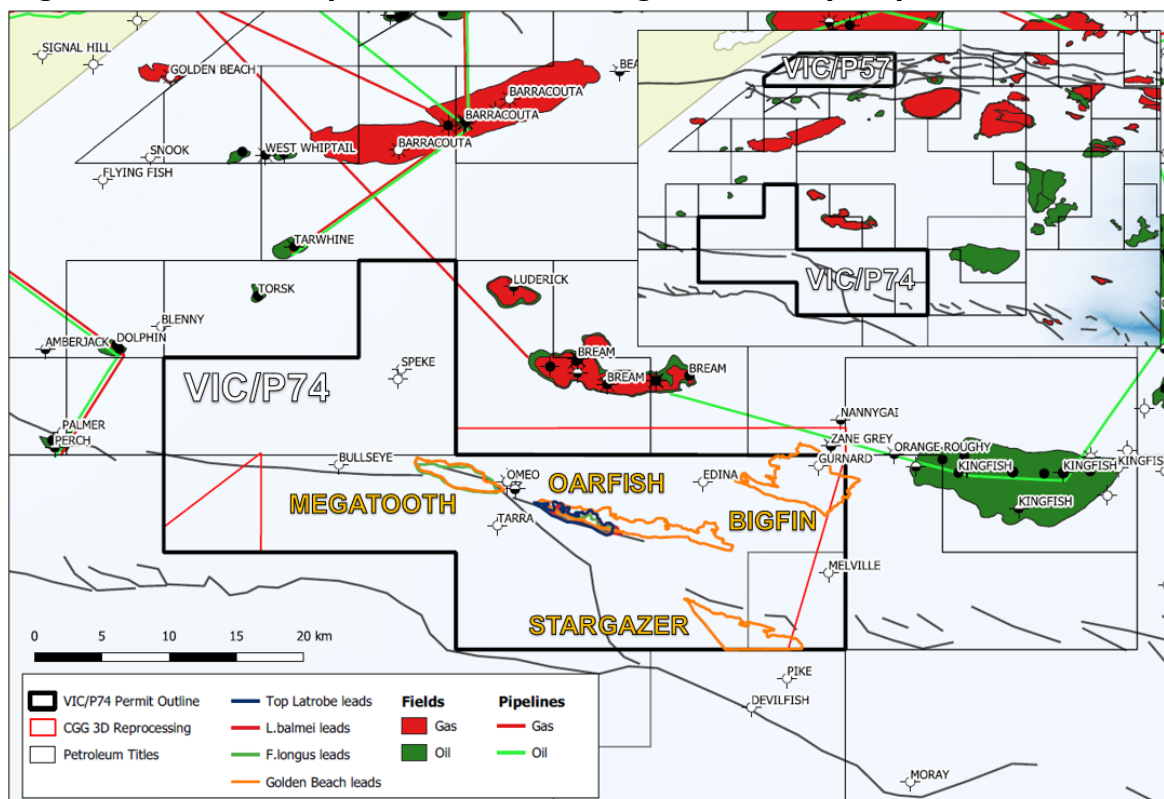 SIGNAL HILL
GOLDEN BEACH
BEA
BARRACOUTA
BARRACOUTA
BARRACOUTA
VIC/P57
VIC/P74
SNOOK
WEST WHIPTAIL
FLYING FISH
TARWHINE
TORSK
LUDERICK
BLENNY
AMBERJACK
DOLPHIN
SPEKE
BREAM
BREAM
BREAM
VIC/P74
NANNYGAI
PALMER
PERCH
ZANE GREY
ORANGE ROUGHY
BULLSEYE
GURNARD
KINGFISH
KINGFISH
KINGFISH
OMEO
OARFISH
EDINA
MEGATOOTH
BIGFIN
KINGFISH
TARRA
MELVILLE
STARGAZER
0 5 10 15 20 km
PIKE
DEVILFISH
MORAY
VIC/P74 Permit Outline
CGG 3D Reprocessing
Petroleum Titles
Top Latrobe leads
L.balmei leads
F.longus leads
Golden Beach leads
Fields
Gas
Oil
Pipelines
Gas
Oil